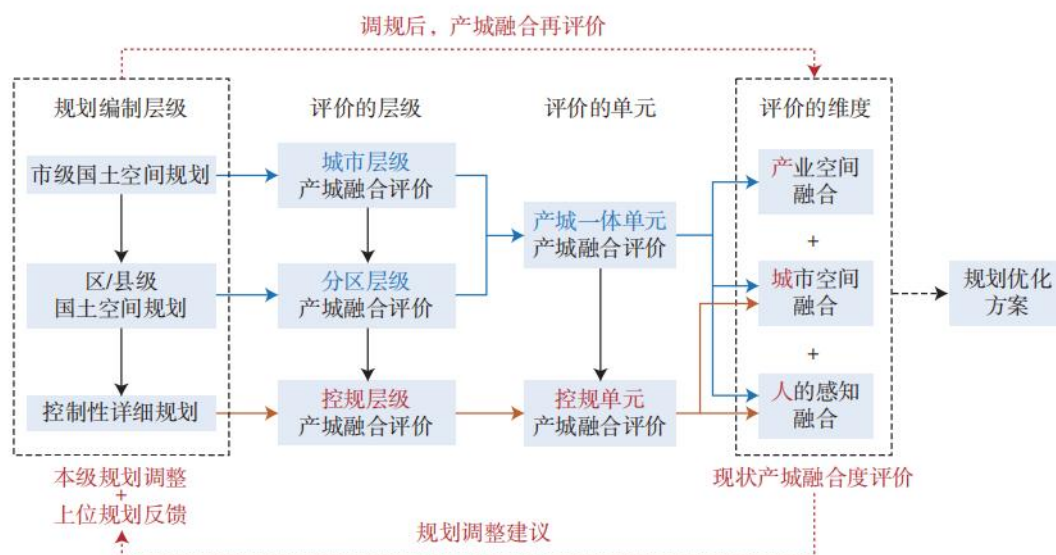 调规后，产城融合再评价
规划编制层级
评价的层级
评价的单元
评价的维度
市级国土空间规划
城市层级
产城融合评价
产业空间
融合
产城一体单元
产城融合评价
+
区/县级
国土空间规划
分区层级
产城融合评价
城市空间
融合
规划优化
方案
+
控制性详细规划
控规层级
产城融合评价
控规单元
产城融合评价
人的感知
融合
本级规划调整
+
上位规划反馈
现状产城融合度评价
规划调整建议